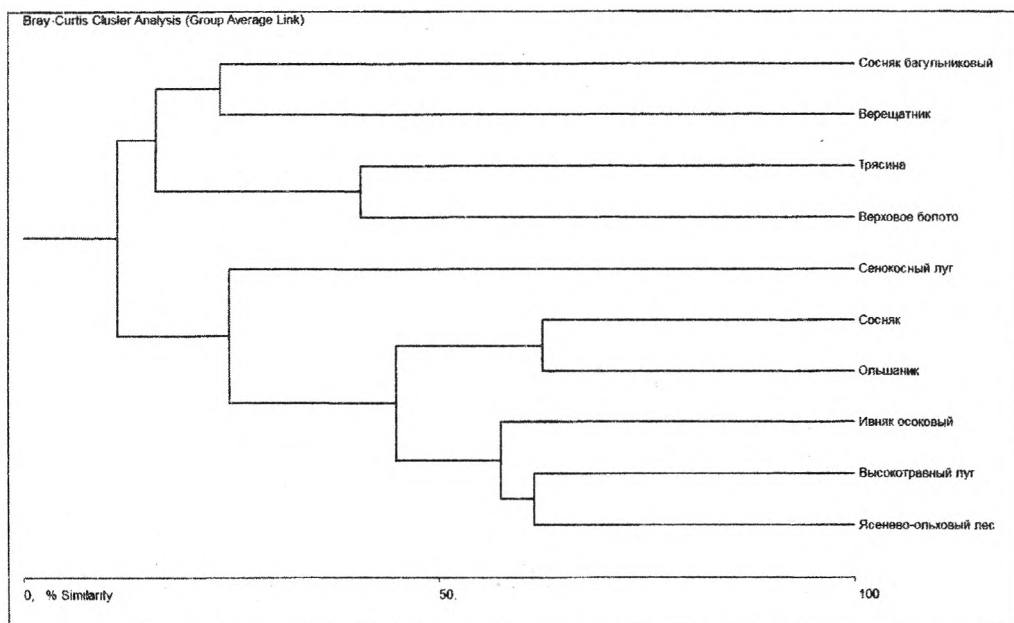 Bray-Curtis Cluster Analysis (Group Average Link)
Сосняк багульниковый
Верещатник
Трясина
Верховое болото
Сенокосный луг
Сосняк
Ольшаник
Ивняк осоковый
Высокотравный луг
Ясенево-ольховый лес
0, % Similarity 50. 100